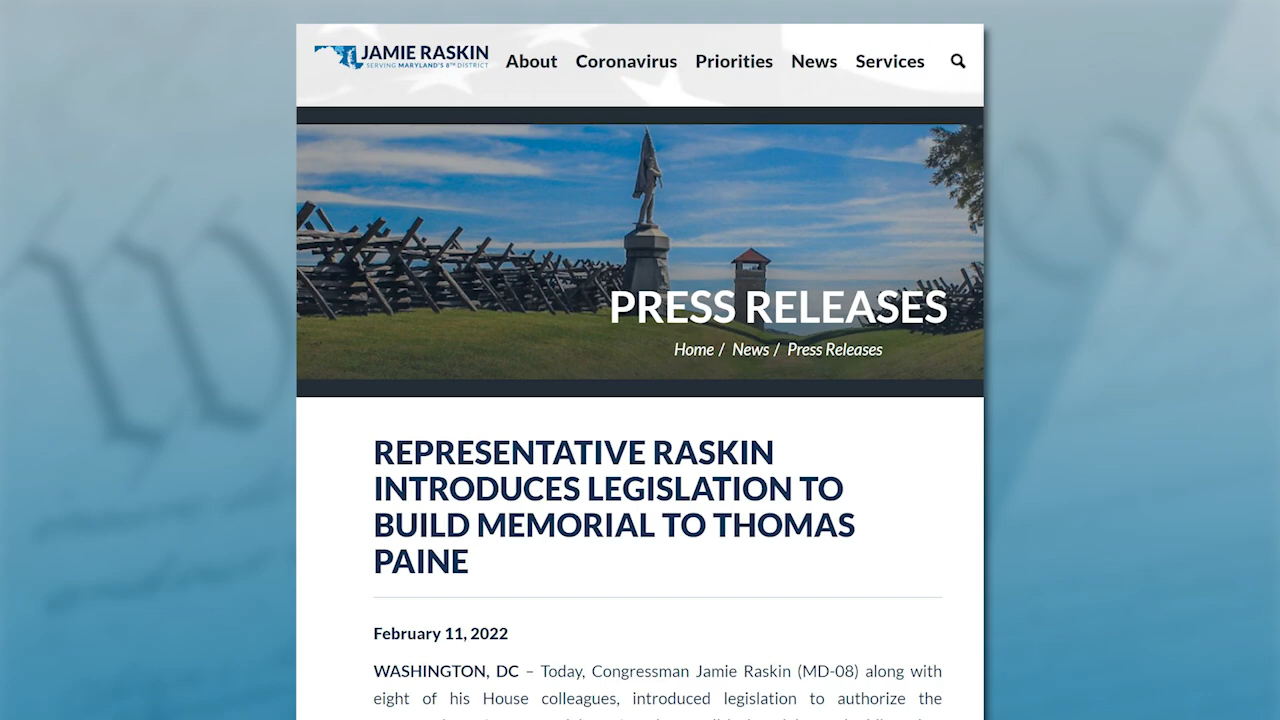 JAMIE RASKIN
SERVING MARYLAND'S 8TH DISTRICT
About Coronavirus Priorities News Services
PRESS RELEASES
Home / News / Press Releases
REPRESENTATIVE RASKIN
INTRODUCES LEGISLATION TO
BUILD MEMORIAL TO THOMAS
PAINE
February 11, 2022
WASHINGTON, DC – Today, Congressman Jamie Raskin (MD-08) along with
eight of his House colleagues, introduced legislation to authorize the